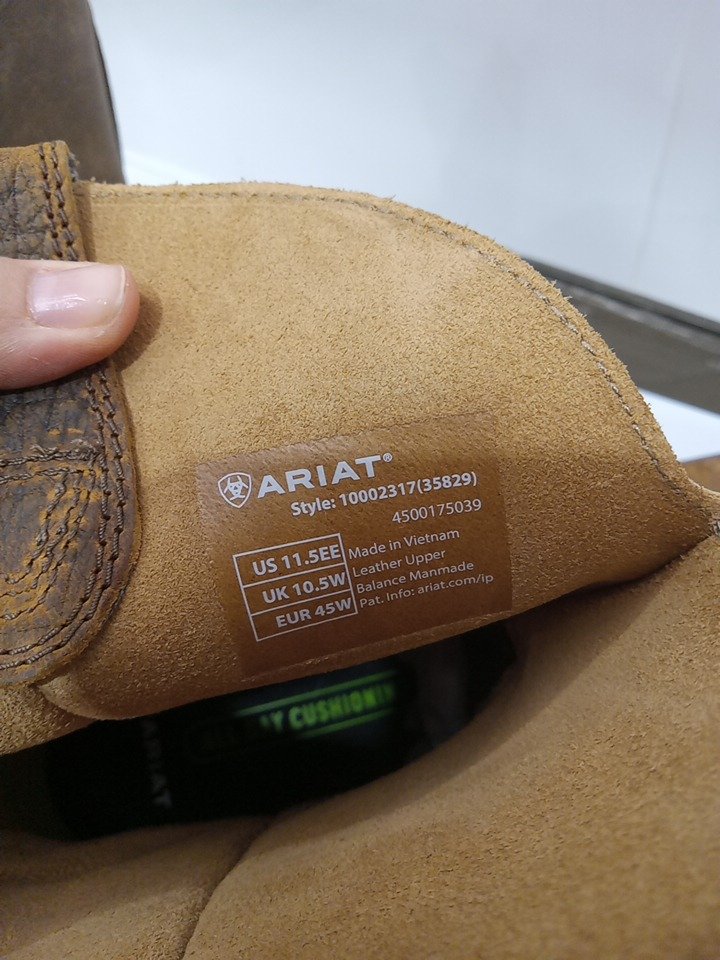 ARIAT®
Style: 10002317(35829)
4500175039
US 11.5EE
UK 10.5W
EUR 45W
Made in Vietnam
Leather Upper
Balance Manmade
Pat. Info: ariat.com/ip
ARIAT